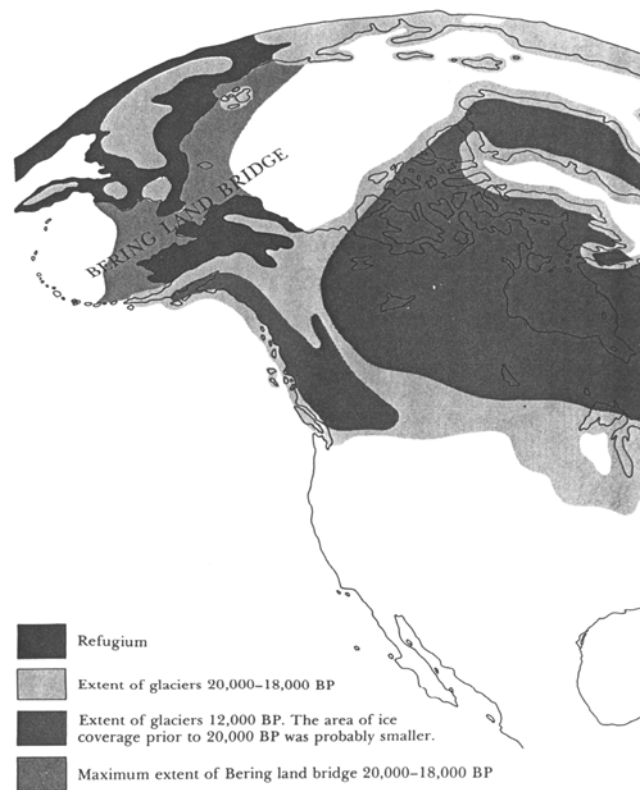 BERING LAND BRIDGE
Refugium
Extent of glaciers 20,000–18,000 BP
Extent of glaciers 12,000 BP. The area of ice
coverage prior to 20,000 BP was probably smaller.
Maximum extent of Bering land bridge 20,000–18,000 BP